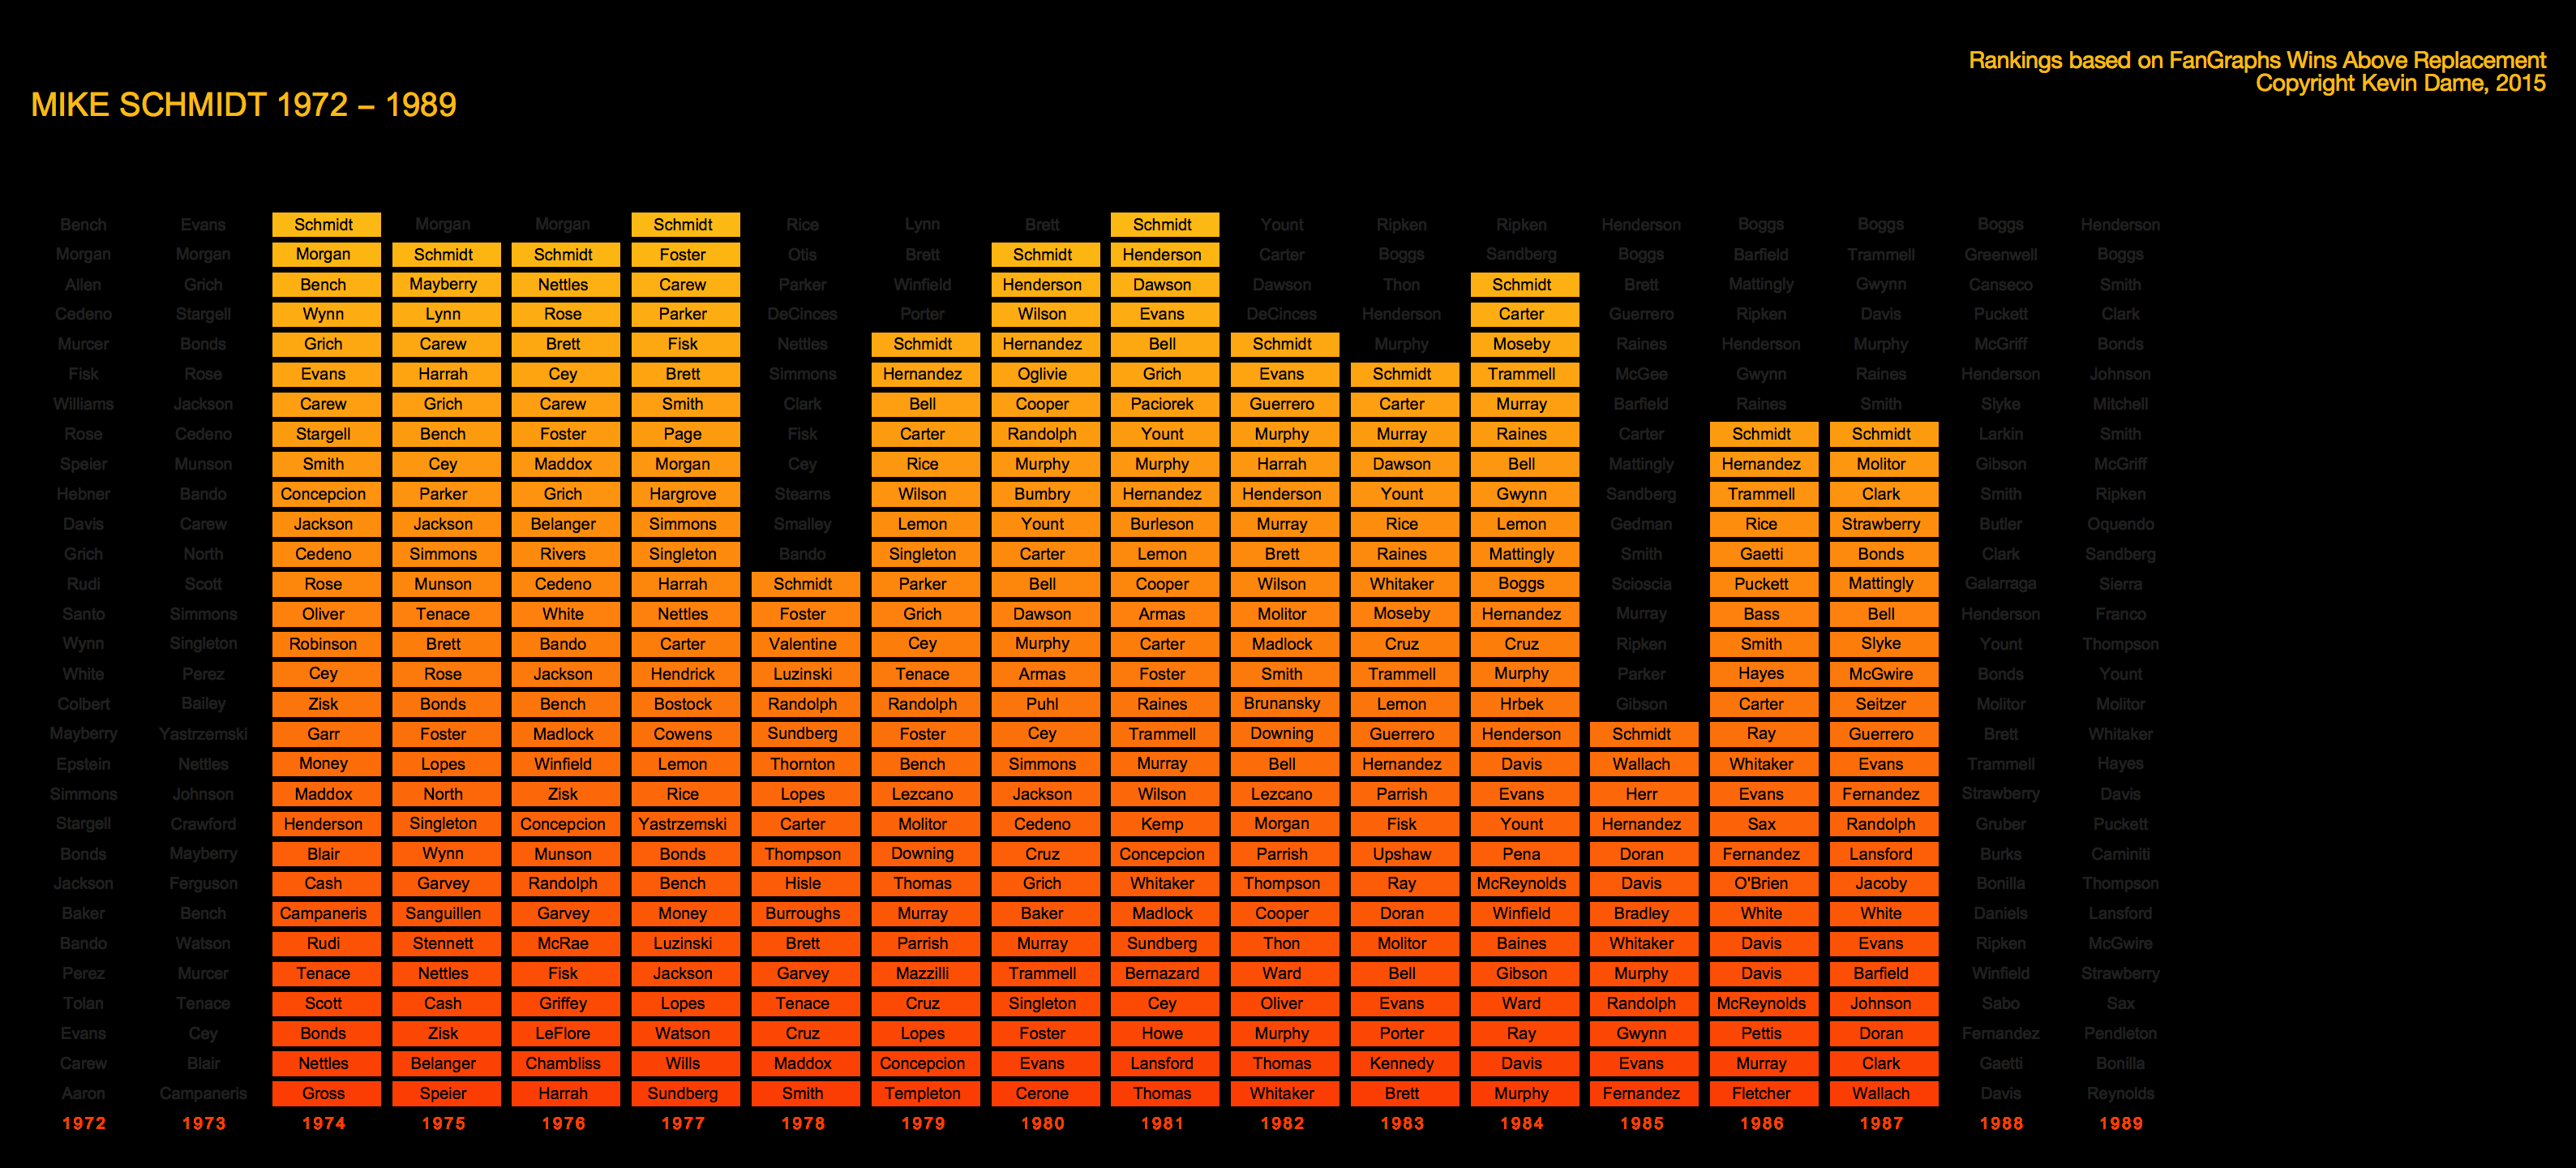 Rankings based on FanGraphs Wins Above Replacement
Copyright Kevin Dame, 2015
MIKE SCHMIDT 1972 – 1989
Bench Evans Schmidt Morgan Morgan Schmidt Rice Lynn Brett Schmidt Yount Ripken Ripken Henderson Boggs Boggs Boggs Henderson
Morgan Morgan Morgan Schmidt Schmidt Foster Otis Brett Schmidt Henderson Carter Boggs Sandberg Boggs Barfield Trammell Greenwell Boggs
Allen Grich Bench Mayberry Nettles Carew Parker Winfield Henderson Dawson Dawson Thon Schmidt Brett Mattingly Gwynn Canseco Smith
Cedeno Stargell Wynn Lynn Rose Parker DeCinces Porter Wilson Evans DeCinces Henderson Carter Guerrero Ripken Davis Puckett Clark
Murcer Bonds Grich Carew Brett Fisk Nettles Schmidt Hernandez Bell Schmidt Murphy Moseby Raines Henderson Murphy McGriff Bonds
Fisk Rose Evans Harrah Cey Brett Simmons Hernandez Oglivie Grich Evans Schmidt Trammell McGee Gwynn Raines Henderson Johnson
Williams Jackson Carew Grich Carew Smith Clark Bell Cooper Paciorek Guerrero Carter Murray Barfield Raines Smith Slyke Mitchell
Rose Cedeno Stargell Bench Foster Page Fisk Carter Randolph Yount Murphy Murray Raines Carter Schmidt Schmidt Larkin Smith
Speier Munson Smith Cey Maddox Morgan Cey Rice Murphy Murphy Harrah Dawson Bell Mattingly Hernandez Molitor Gibson McGriff
Hebner Bando Concepcion Parker Grich Hargrove Stearns Wilson Bumbry Hernandez Henderson Yount Gwynn Sandberg Trammell Clark Smith Ripken
Davis Carew Jackson Jackson Belanger Simmons Smalley Lemon Yount Burleson Murray Rice Lemon Gedman Rice Strawberry Butler Oquendo
Grich North Cedeno Simmons Rivers Singleton Bando Singleton Carter Lemon Brett Raines Mattingly Smith Gaetti Bonds Clark Sandberg
Rudi Scott Rose Munson Cedeno Harrah Schmidt Parker Bell Cooper Wilson Whitaker Boggs Scioscia Puckett Mattingly Galarraga Sierra
Santo Simmons Oliver Tenace White Nettles Foster Grich Dawson Armas Molitor Moseby Hernandez Murray Bass Bell Henderson Franco
Wynn Singleton Robinson Brett Bando Carter Valentine Cey Murphy Carter Madlock Cruz Cruz Ripken Smith Slyke Yount Thompson
White Perez Cey Rose Jackson Hendrick Luzinski Tenace Armas Foster Smith Trammell Murphy Parker Hayes McGwire Bonds Yount
Colbert Bailey Zisk Bonds Bench Bostock Randolph Randolph Puhl Raines Brunansky Lemon Hrbek Gibson Carter Seitzer Molitor Molitor
Mayberry Yastrzemski Garr Foster Madlock Cowens Sundberg Foster Cey Trammell Downing Guerrero Henderson Schmidt Ray Guerrero Brett Whitaker
Epstein Nettles Money Lopes Winfield Lemon Thornton Bench Simmons Murray Bell Hernandez Davis Wallach Whitaker Evans Trammell Hayes
Simmons Johnson Maddox North Zisk Rice Lopes Lezcano Jackson Wilson Lezcano Parrish Evans Herr Evans Fernandez Strawberry Davis
Stargell Crawford Henderson Singleton Concepcion Yastrzemski Carter Molitor Cedeno Kemp Morgan Fisk Yount Hernandez Sax Randolph Gruber Puckett
Bonds Mayberry Blair Wynn Munson Bonds Thompson Downing Cruz Concepcion Parrish Upshaw Pena Doran Fernandez Lansford Burks Caminiti
Jackson Ferguson Cash Garvey Randolph Bench Hisle Thomas Grich Whitaker Thompson Ray McReynolds Davis O'Brien Jacoby Bonilla Thompson
Baker Bench Campaneris Sanguillen Garvey Money Burroughs Murray Baker Madlock Cooper Doran Winfield Bradley White White Daniels Lansford
Bando Watson Rudi Stennett McRae Luzinski Brett Parrish Murray Sundberg Thon Molitor Baines Whitaker Davis Evans Ripken McGwire
Perez Murcer Tenace Nettles Fisk Jackson Garvey Mazzilli Trammell Bernazard Ward Bell Gibson Murphy Davis Barfield Winfield Strawberry
Tolan Tenace Scott Cash Griffey Lopes Tenace Cruz Singleton Cey Oliver Evans Ward Randolph McReynolds Johnson Sabo Sax
Evans Cey Bonds Zisk LeFlore Watson Cruz Lopes Foster Howe Murphy Porter Ray Gwynn Pettis Doran Fernandez Pendleton
Carew Blair Nettles Belanger Chambliss Wills Maddox Concepcion Evans Lansford Thomas Kennedy Davis Evans Murray Clark Gaetti Bonilla
Aaron Campaneris Gross Speier Harrah Sundberg Smith Templeton Cerone Thomas Whitaker Brett Murphy Fernandez Fletcher Wallach Davis Reynolds
1972 1973 1974 1975 1976 1977 1978 1979 1980 1981 1982 1983 1984 1985 1986 1987 1988 1989